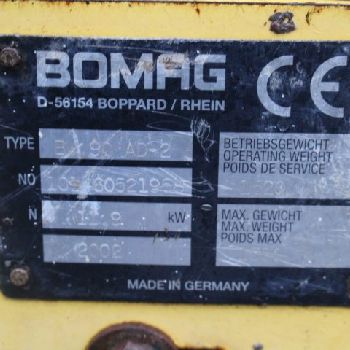 BOMAG
CE
D-56154 BOPPARD / RHEIN
TYPE
BETRIEBSGEWICHT
OPERATING WEIGHT
POIDS DE SERVICE
NO
N kW
2002
MAX. GEWICHT
MAX. WEIGHT
POIDS MAX
MADE IN GERMANY